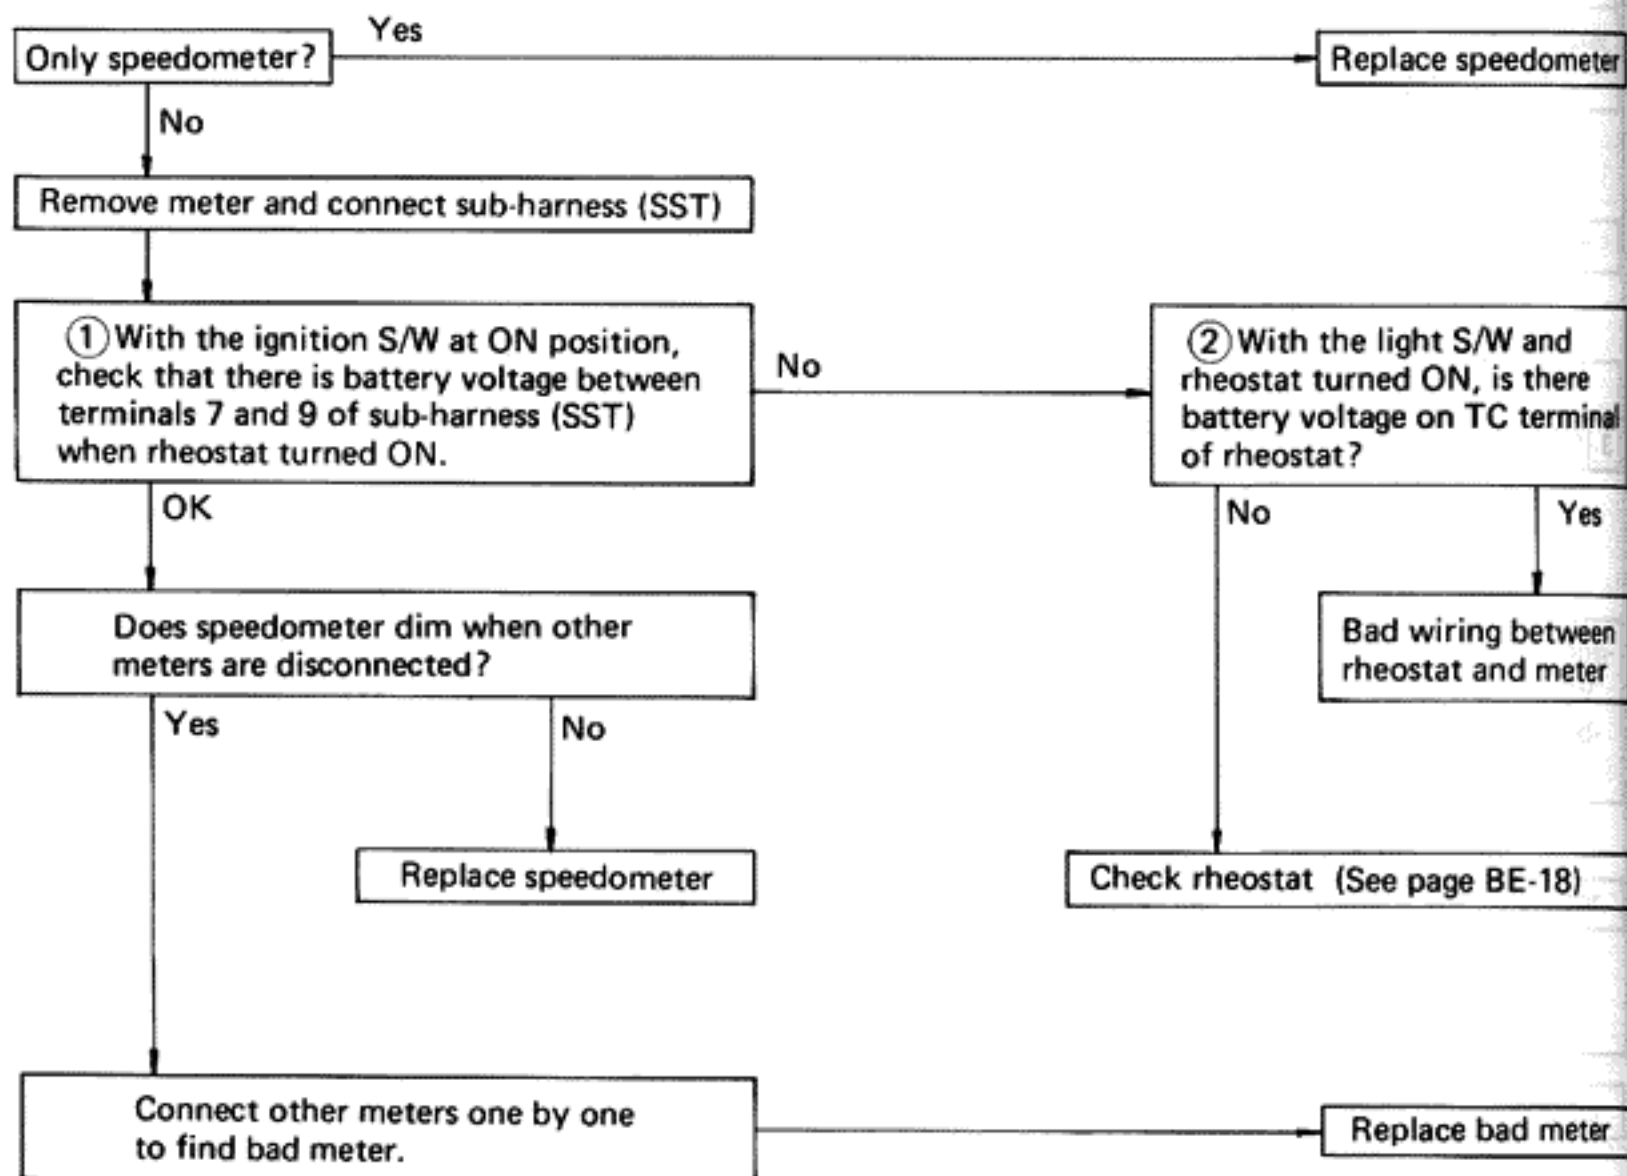 Yes
Only speedometer?
Replace speedometer
No
Remove meter and connect sub-harness (SST)
① With the ignition S/W at ON position,
check that there is battery voltage between
terminals 7 and 9 of sub-harness (SST)
when rheostat turned ON.
No
② With the light S/W and
rheostat turned ON, is there
battery voltage on TC terminal
of rheostat?
OK
No
Yes
Does speedometer dim when other
meters are disconnected?
Bad wiring between
rheostat and meter
Yes
No
Replace speedometer
Check rheostat (See page BE-18)
Connect other meters one by one
to find bad meter.
Replace bad meter